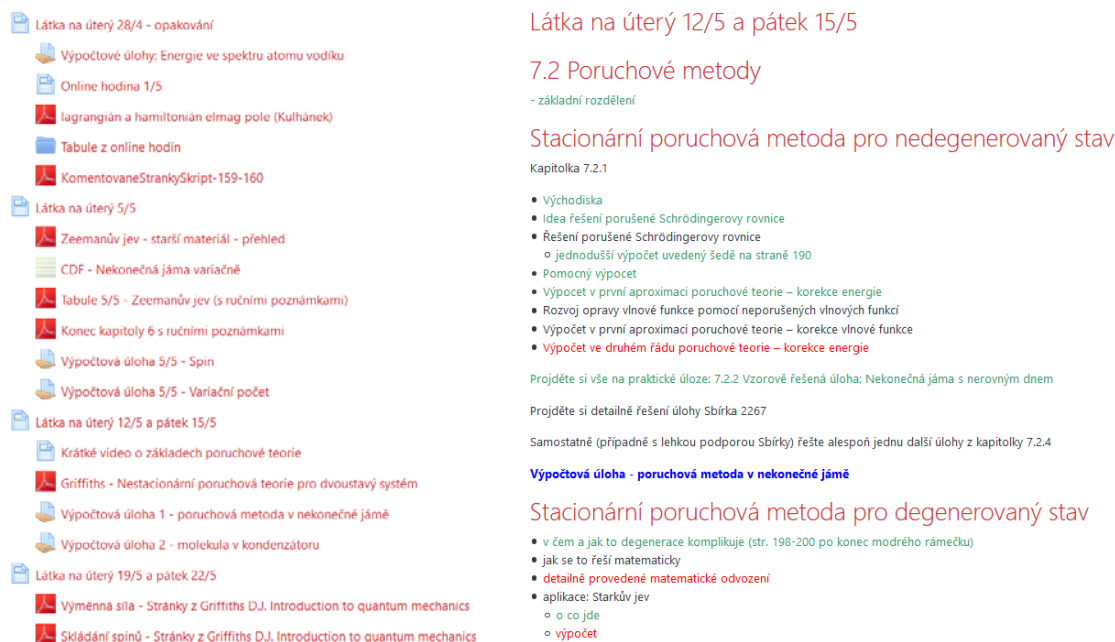 Látka na úterý 28/4 - opakování
Výpočtové úlohy: Energie ve spektru atomu vodíku
Online hodina 1/5
lagrangián a hamiltonián elmag pole (Kulhánek)
Tabule z online hodin
KomentovaneStrankySkript-159-160
Látka na úterý 5/5
Zeemanův jev - starší materiál - přehled
CDF - Nekonečná jáma variačně
Tabule 5/5 - Zeemanův jev (s ručními poznámkami)
Konec kapitoly 6 s ručními poznámkami
Výpočtová úloha 5/5 - Spin
Výpočtová úloha 5/5 - Variační počet
Látka na úterý 12/5 a pátek 15/5
Krátké video o základech poruchové teorie
Griffiths - Nestacionární poruchová teorie pro dvoustavý systém
Výpočtová úloha 1 - poruchová metoda v nekonečné jámě
Výpočtová úloha 2 - molekula v kondenzátoru
Látka na úterý 19/5 a pátek 22/5
Výměnná síla - Stránky z Griffiths D.J. Introduction to quantum mechanics
Skládání spinů - Stránky z Griffiths D.J. Introduction to quantum mechanics
Látka na úterý 12/5 a pátek 15/5
7.2 Poruchové metody
- základní rozdělení
Stacionární poruchová metoda pro nedegenerovaný stav
Kapitolka 7.2.1
Východiska
Idea řešení porušené Schrödingerovy rovnice
Řešení porušené Schrödingerovy rovnice
jednodušší výpočet uvedený šedě na straně 190
Pomocný výpocet
Výpocet v první aproximaci poruchové teorie – korekce energie
Rozvoj opravy vlnové funkce pomocí neporušených vlnových funkcí
Výpočet v první aproximaci poruchové teorie – korekce vlnové funkce
Výpočet ve druhém řádu poruchové teorie – korekce energie
Projděte si vše na praktické úloze: 7.2.2 Vzorově řešená úloha: Nekonečná jáma s nerovným dnem
Projděte si detailně řešení úlohy Sbírka 2267
Samostatně (případně s lehkou podporou Sbírky) řešte alespoň jednu další úlohy z kapitolky 7.2.4
Výpočtová úloha - poruchová metoda v nekonečné jámě
Stacionární poruchová metoda pro degenerovaný stav
v čem a jak to degenerace komplikuje (str. 198-200 po konec modrého rámečku)
jak se to řeší matematicky
detailně provedené matematické odvození
aplikace: Starkův jev
o co jde
výpočet